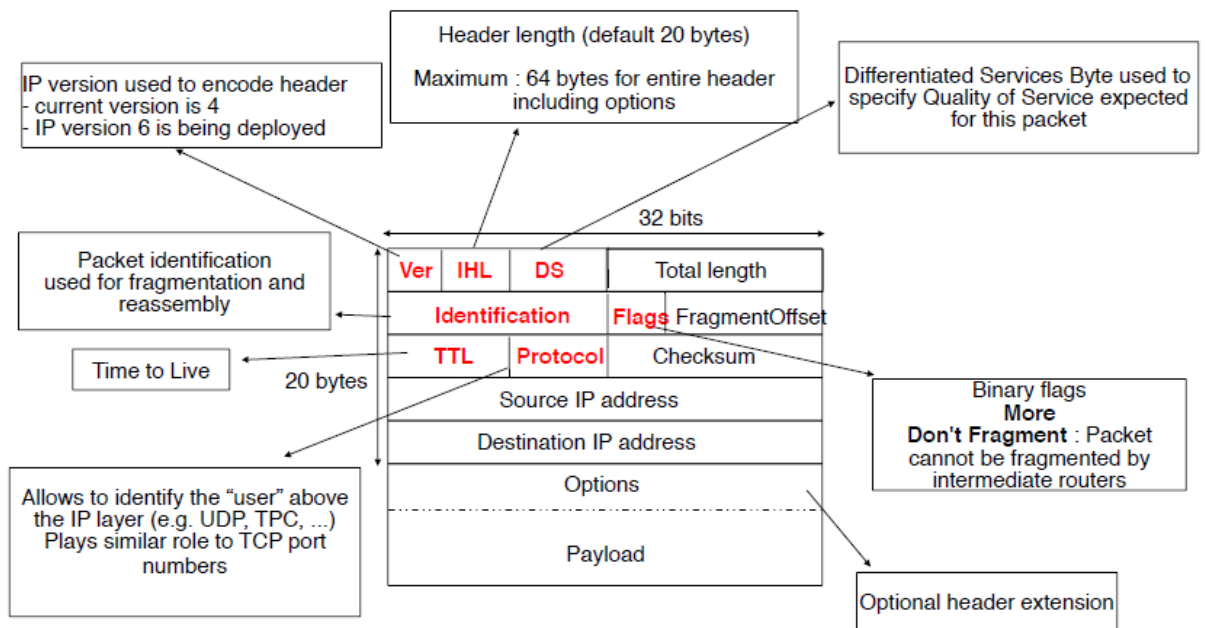 Header length (default 20 bytes)
Maximum : 64 bytes for entire header
including options
IP version used to encode header
- current version is 4
- IP version 6 is being deployed
Differentiated Services Byte used to
specify Quality of Service expected
for this packet
32 bits
Packet identification
used for fragmentation and
reassembly
Ver IHL DS Total length
Identification Flags FragmentOffset
TTL Protocol Checksum
Time to Live
20 bytes
Source IP address
Destination IP address
Options
Payload
Binary flags
More
Don't Fragment : Packet
cannot be fragmented by
intermediate routers
Allows to identify the “user” above
the IP layer (e.g. UDP, TPC, ...)
Plays similar role to TCP port
numbers
Optional header extension